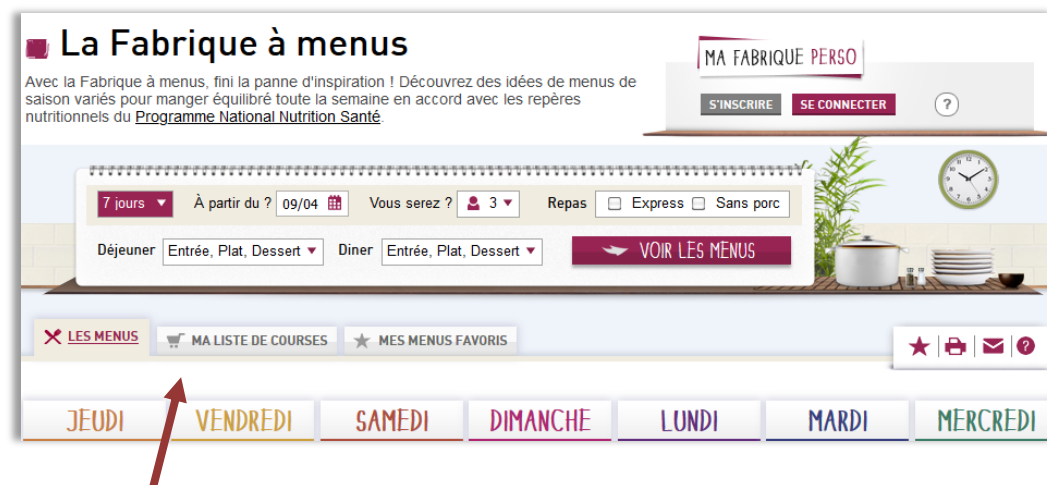 La Fabrique à menus
Avec la Fabrique à menus, fini la panne d'inspiration ! Découvrez des idées de menus de
saison variés pour manger équilibré toute la semaine en accord avec les repères
nutritionnels du Programme National Nutrition Santé.
MA FABRIQUE PERSO
S'INSCRIRE SE CONNECTER ?
7 jours À partir du ? 09/04 Vous serez ? 3 Repas Express Sans porc
Déjeuner Entrée, Plat, Dessert Diner Entrée, Plat, Dessert VOIR LES MENUS
LES MENUS MA LISTE DE COURSES MES MENUS FAVORIS ?
JEUDI VENDREDI SAMEDI DIMANCHE LUNDI MARDI MERCREDI